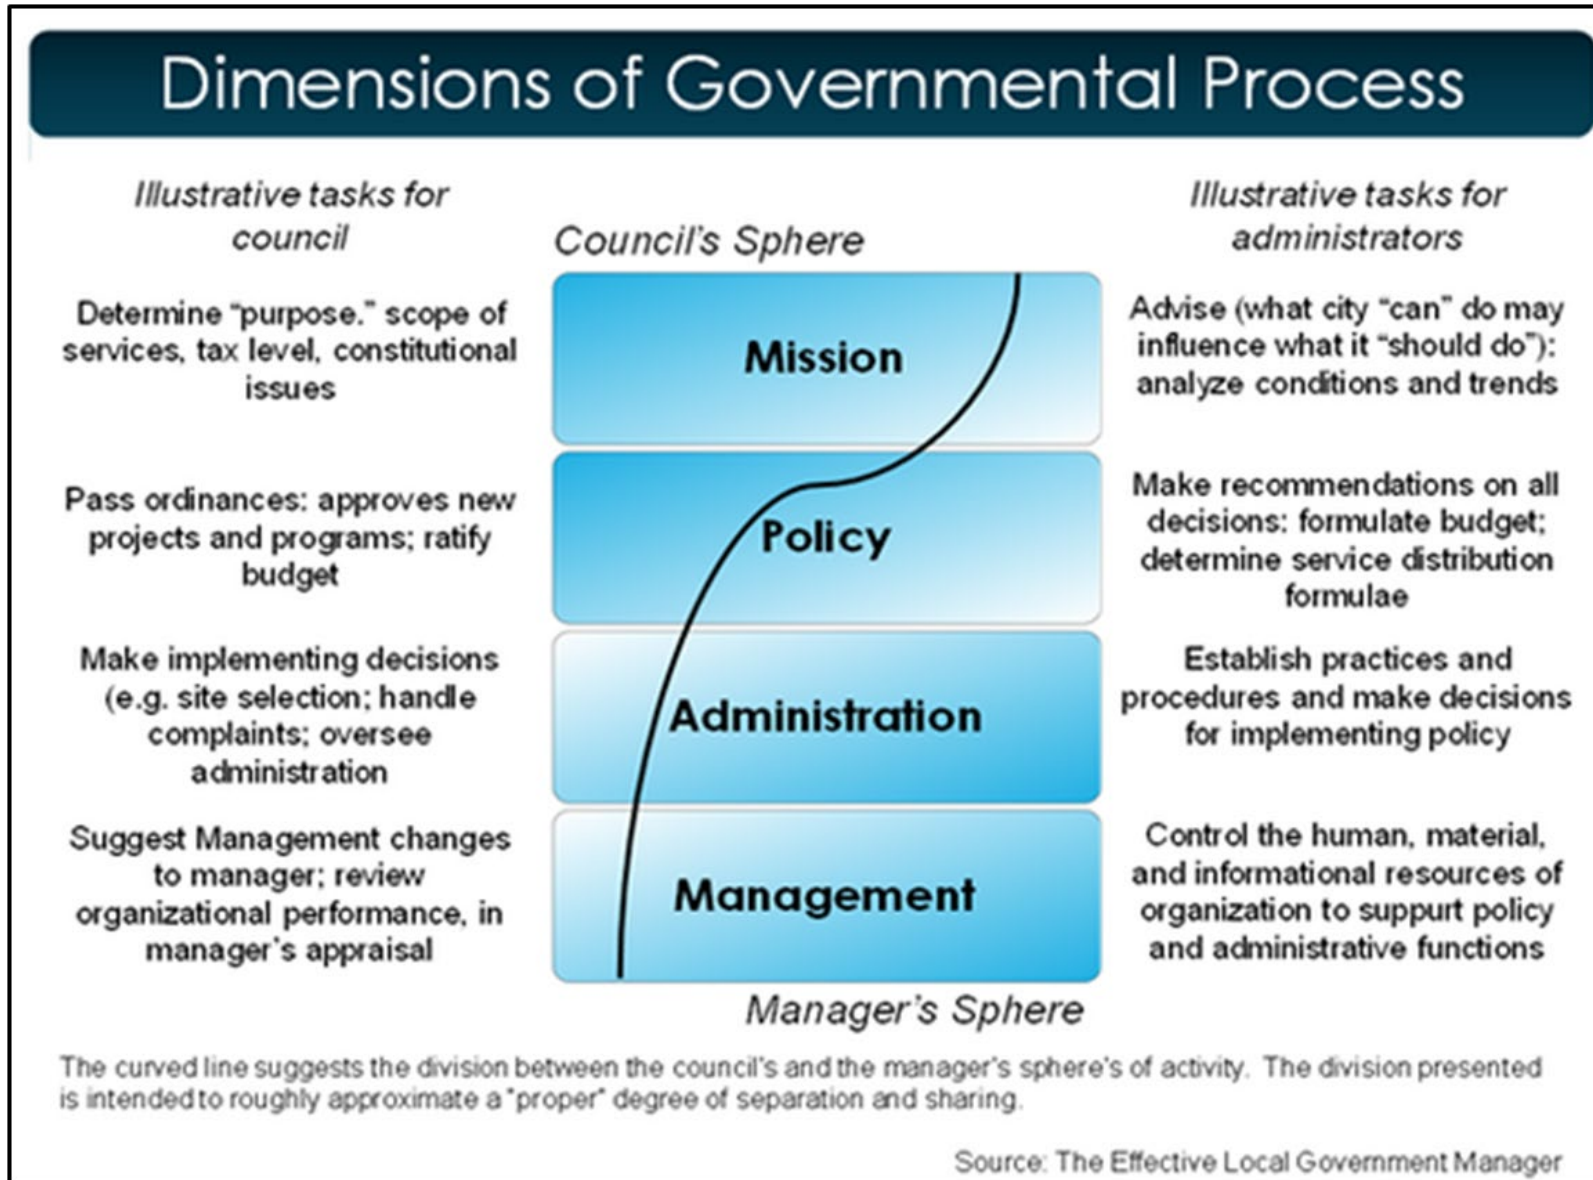 Dimensions of Governmental Process
Illustrative tasks for
council
Determine “purpose.” scope of
services, tax level, constitutional
issues
Pass ordinances: approves new
projects and programs; ratify
budget
Make implementing decisions
(e.g. site selection; handle
complaints; oversee
administration
Suggest Management changes
to manager; review
organizational performance, in
manager’s appraisal
Council’s Sphere
Mission
Policy
Administration
Management
Manager’s Sphere
Illustrative tasks for
administrators
Advise (what city “can” do may
influence what it “should do”):
analyze conditions and trends
Make recommendations on all
decisions: formulate budget;
determine service distribution
formulae
Establish practices and
procedures and make decisions
for implementing policy
Control the human, material,
and informational resources of
organization to suppurt policy
and administrative functions
The curved line suggests the division between the council's and the manager's sphere's of activity. The division presented
is intended to roughly approximate a "proper" degree of separation and sharing.
Source: The Effective Local Government Manager